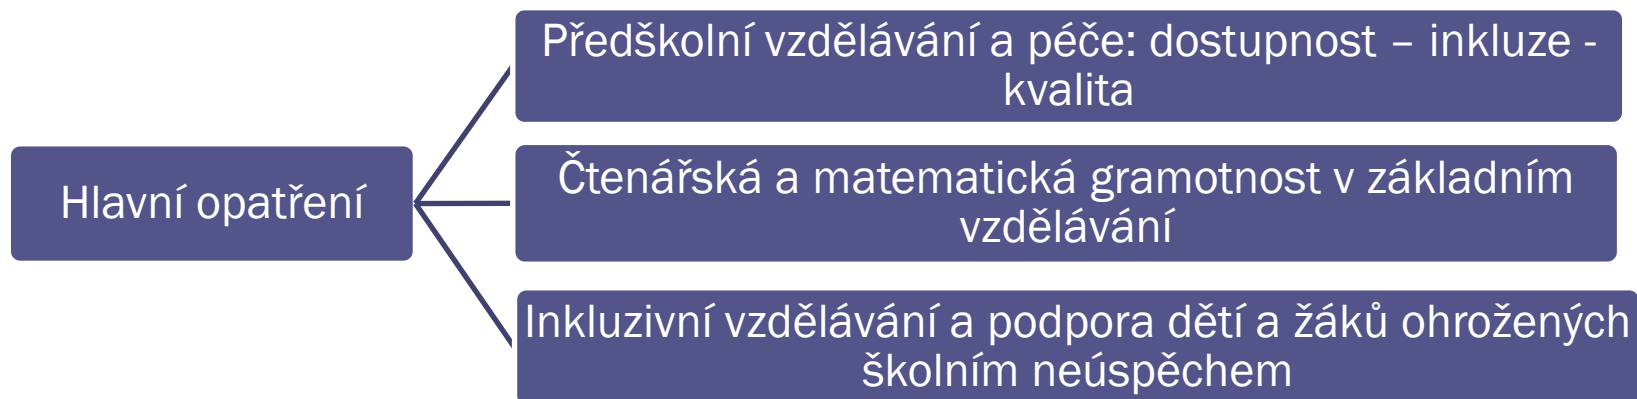 Předškolní vzdělávání a péče: dostupnost – inkluze -
kvalita
Hlavní opatření
Čtenářská a matematická gramotnost v základním
vzdělávání
Inkluzivní vzdělávání a podpora dětí a žáků ohrožených
školním neúspěchem